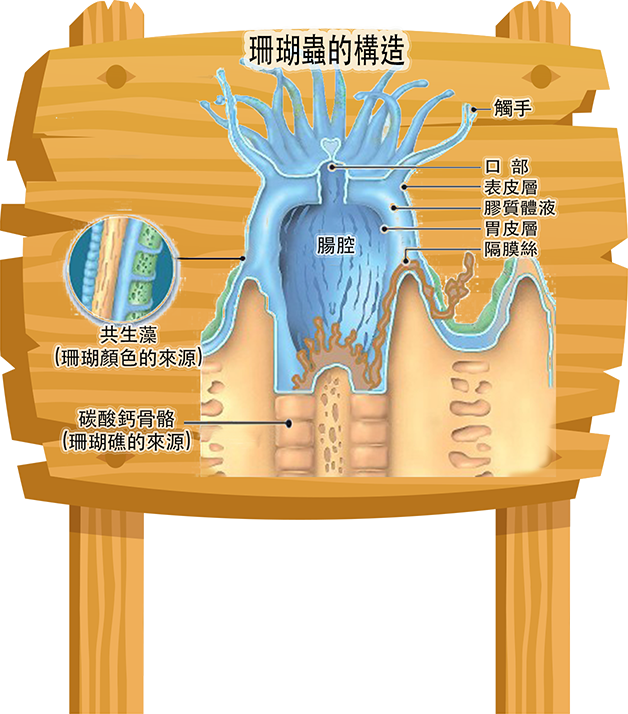 珊瑚蟲的構造
觸手
口 部
表皮層
膠質體液
胃皮層
隔膜絲
腸腔
共生藻
(珊瑚顏色的來源)
碳酸鈣骨骼
(珊瑚礁的來源)